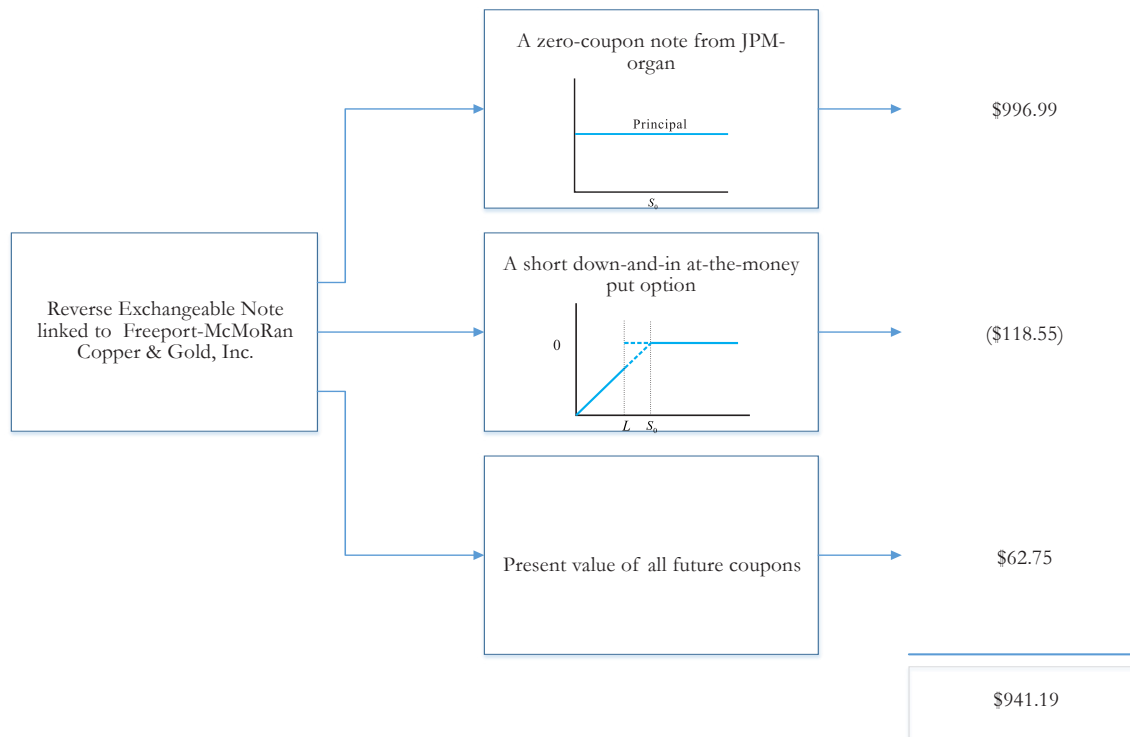 A zero-coupon note from JPM-
organ
Principal
S₀
$996.99
Reverse Exchangeable Note
linked to Freeport-McMoRan
Copper & Gold, Inc.
A short down-and-in at-the-money
put option
0
L S₀
($118.55)
Present value of all future coupons
$62.75
$941.19